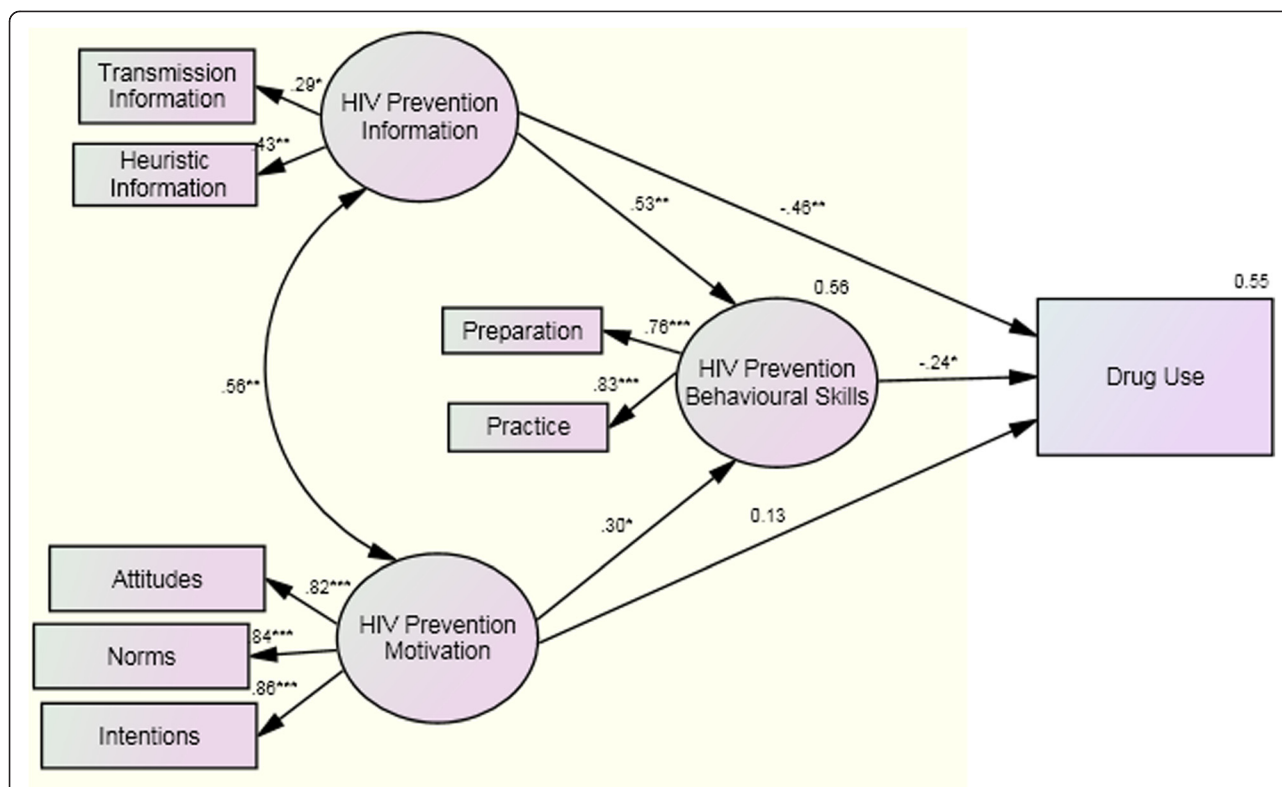 Transmission
Information
.29*
HIV Prevention
Information
.43**
Heuristic
Information
.53**
-.46**
.56**
Preparation
.76***
0.56
HIV Prevention
Behavioural Skills
.83***
Practice
-.24*
0.55
Drug Use
.30*
0.13
Attitudes
.82***
HIV Prevention
Motivation
Norms
.84***
Intentions
.86***